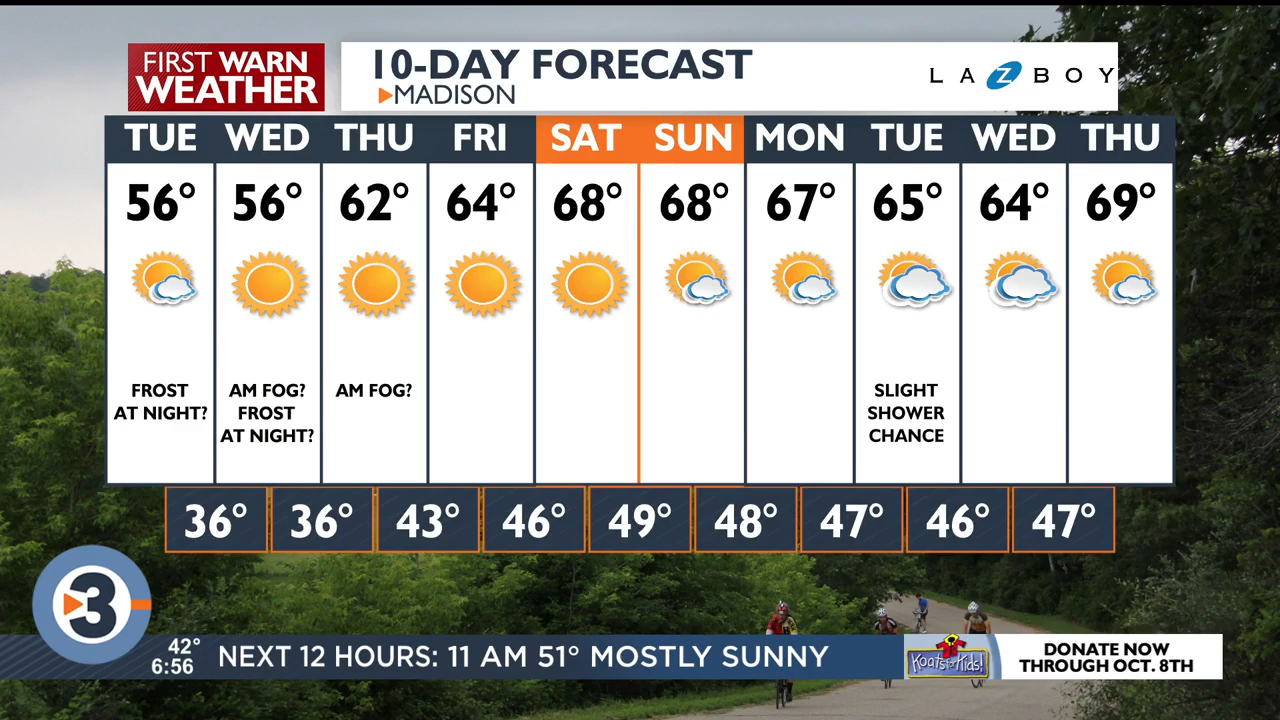 FIRST WARN
WEATHER
10-DAY FORECAST
MADISON
LA Z BOY
TUE WED THU FRI SAT SUN MON TUE WED THU
56° 56° 62° 64° 68° 68° 67° 65° 64° 69°
FROST
AT NIGHT?
AM FOG?
FROST
AT NIGHT?
AM FOG?
SLIGHT
SHOWER
CHANCE
36° 36° 43° 46° 49° 48° 47° 46° 47°
3
42°
6:56
NEXT 12 HOURS: 11 AM 51° MOSTLY SUNNY
Koats for Kids!
DONATE NOW
THROUGH OCT. 8TH